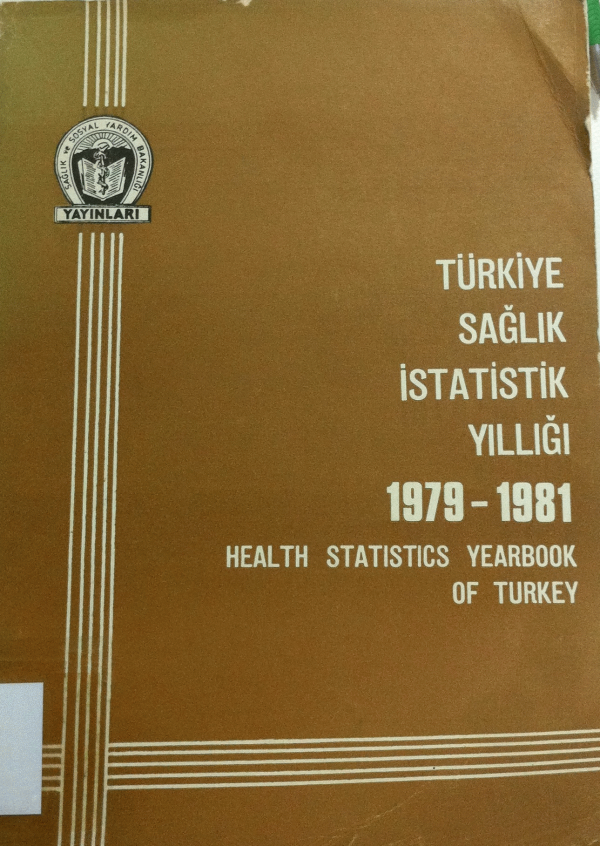 SAĞLIK ve SOSYAL YARDIM BAKANLIĞI
YAYINLARI
TÜRKİYE
SAĞLIK
İSTATİSTİK
YILLIĞI
1979-1981
HEALTH STATISTICS YEARBOOK
OF TURKEY